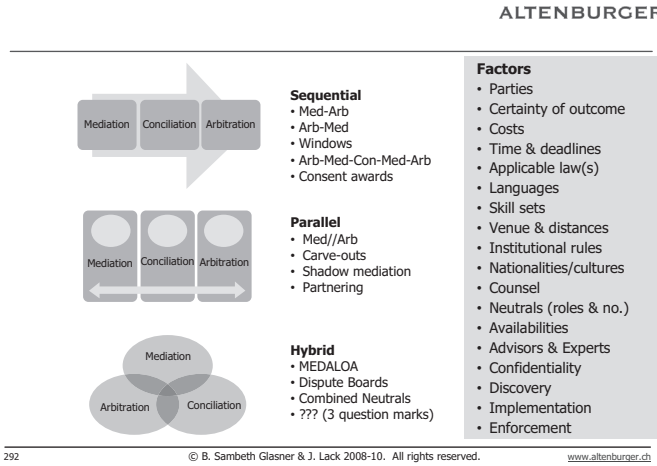 ALTENBURGER
Mediation Conciliation Arbitration
Sequential
• Med-Arb
• Arb-Med
• Windows
• Arb-Med-Con-Med-Arb
• Consent awards
Mediation Conciliation Arbitration
Parallel
• Med//Arb
• Carve-outs
• Shadow mediation
• Partnering
Mediation
Arbitration Conciliation
Hybrid
• MEDALOA
• Dispute Boards
• Combined Neutrals
• ??? (3 question marks)
Factors
• Parties
• Certainty of outcome
• Costs
• Time & deadlines
• Applicable law(s)
• Languages
• Skill sets
• Venue & distances
• Institutional rules
• Nationalities/cultures
• Counsel
• Neutrals (roles & no.)
• Availabilities
• Advisors & Experts
• Confidentiality
• Discovery
• Implementation
• Enforcement
292 © B. Sambeth Glasner & J. Lack 2008-10. All rights reserved. www.altenburger.ch